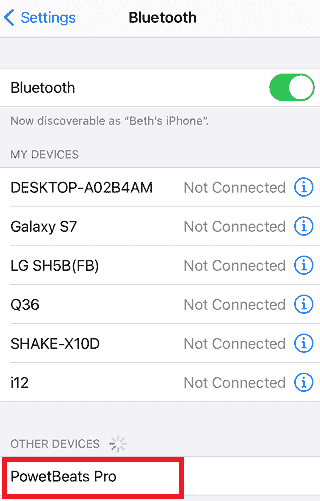 Settings Bluetooth
Bluetooth
Now discoverable as “Beth's iPhone”.
MY DEVICES
DESKTOP-A02B4AM Not Connected
Galaxy S7 Not Connected
LG SH5B(FB) Not Connected
Q36 Not Connected
SHAKE-X10D Not Connected
i12 Not Connected
OTHER DEVICES
PowetBeats Pro